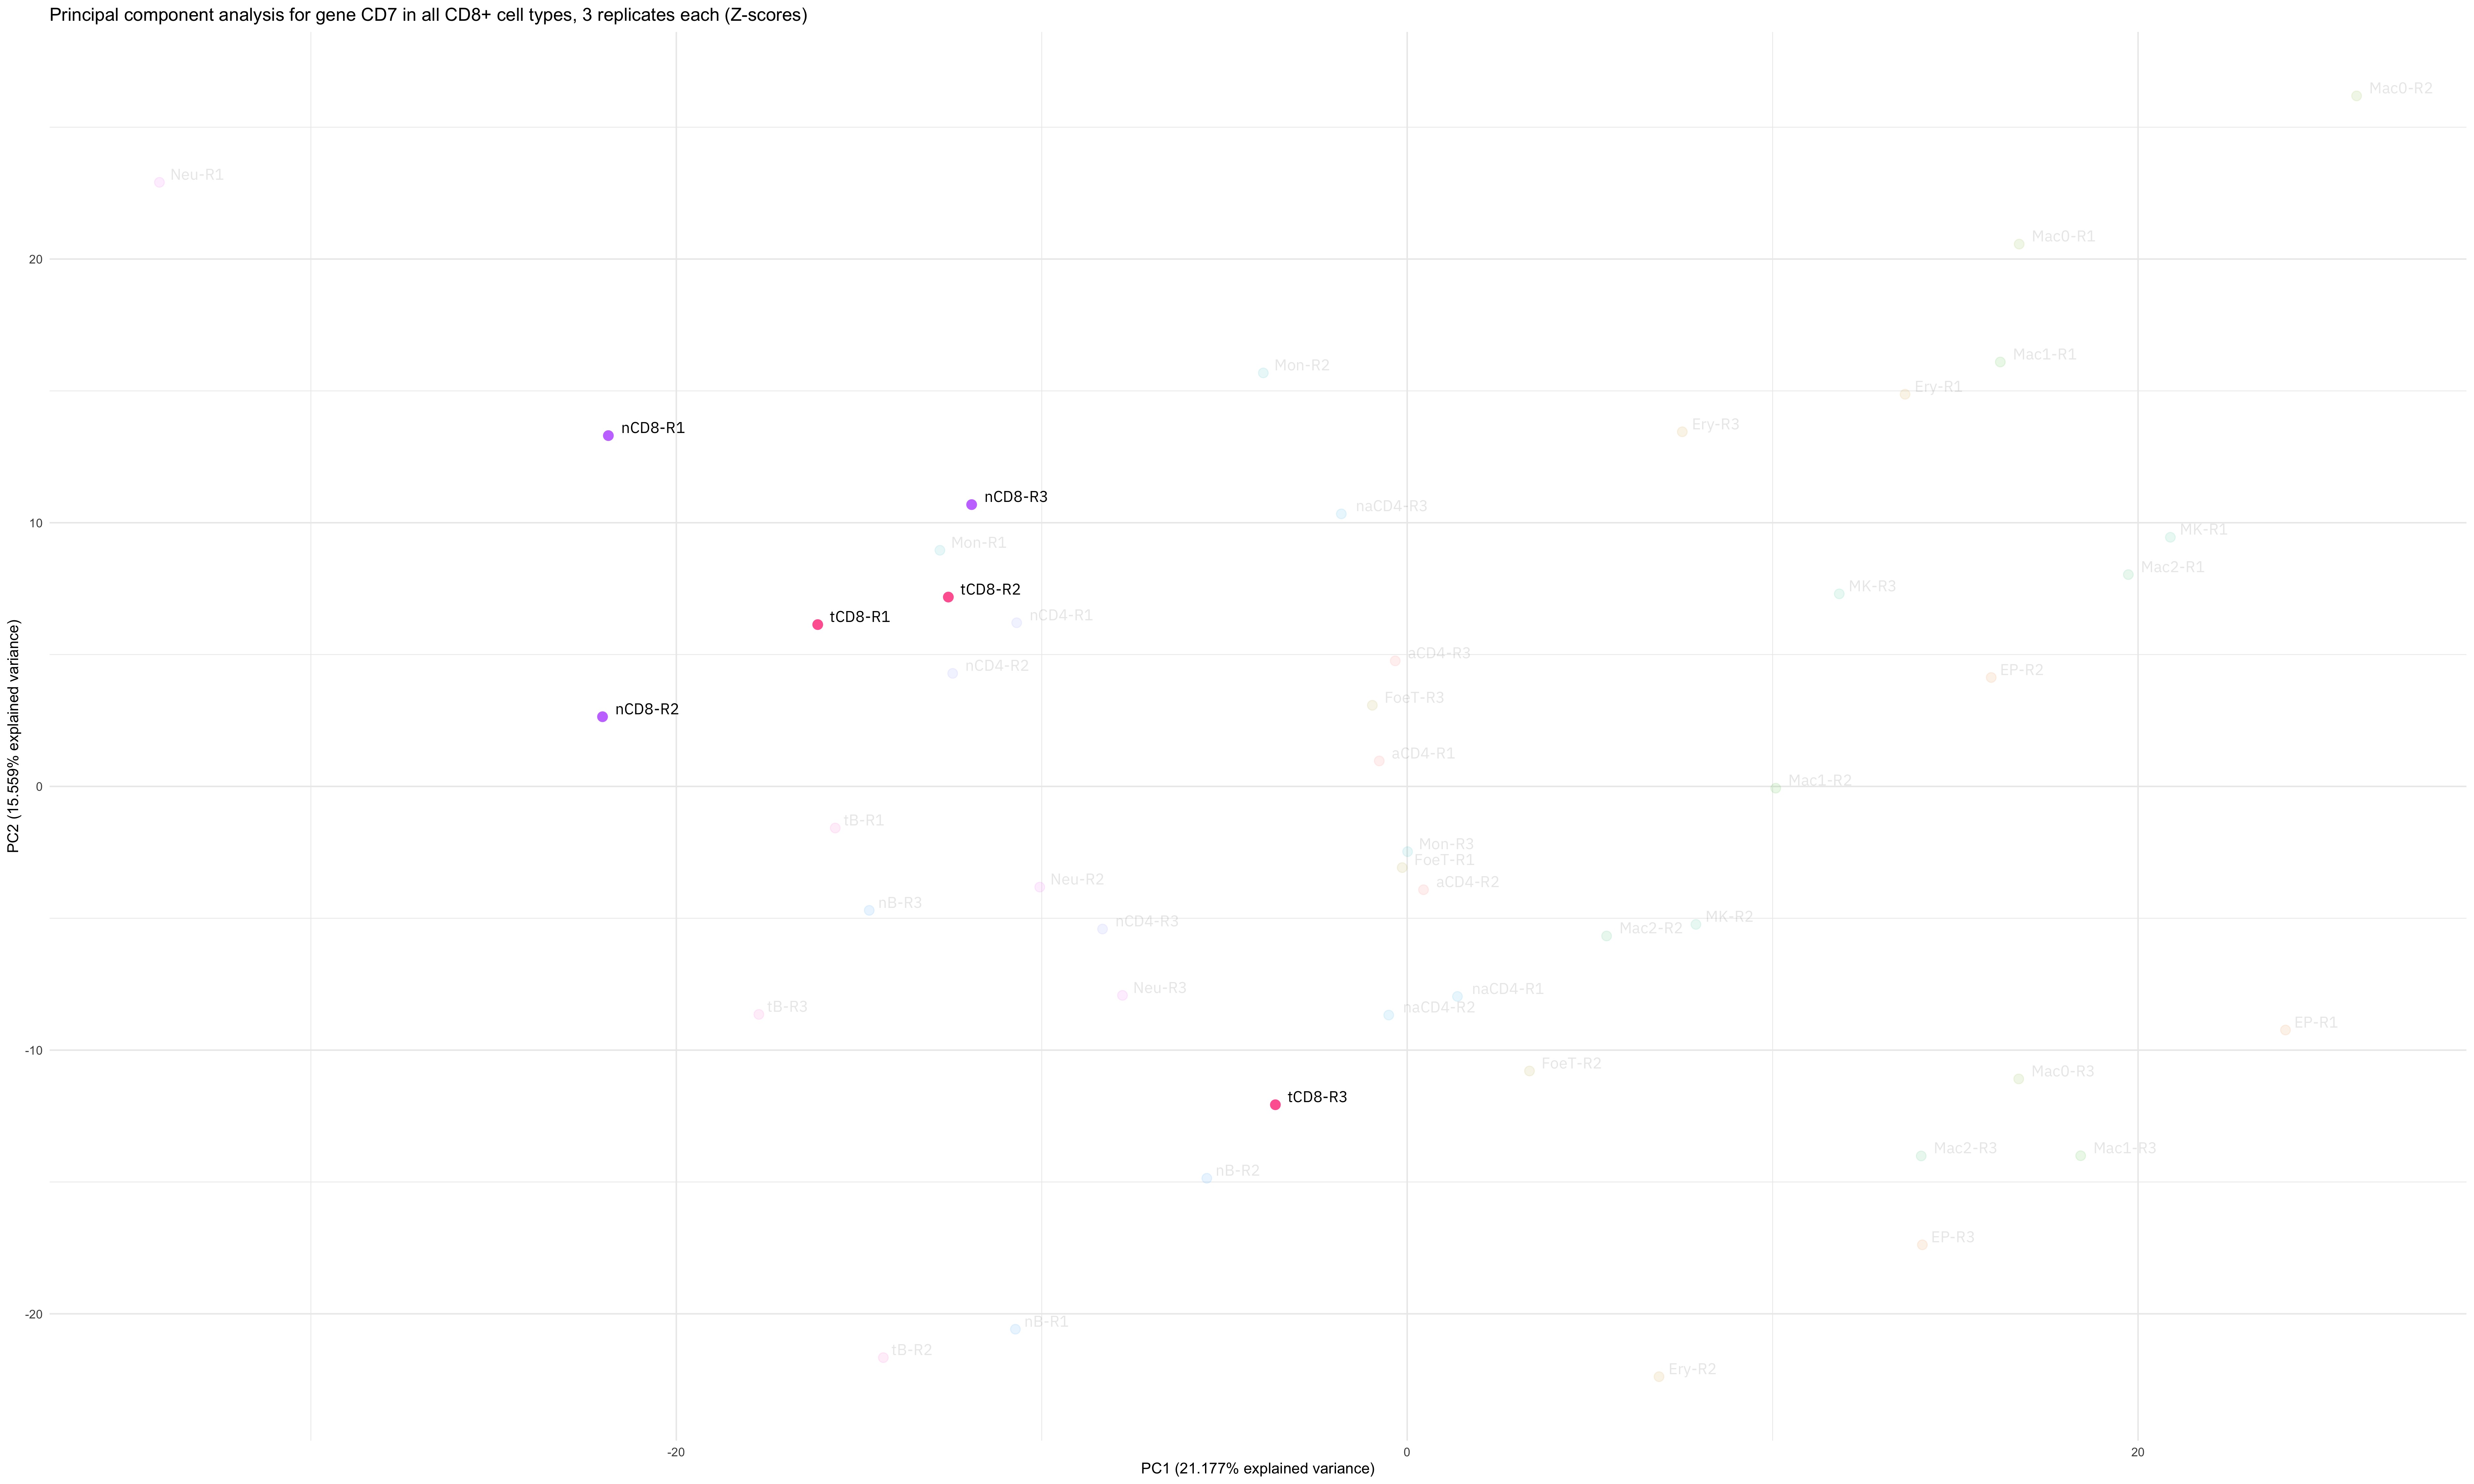 Principal component analysis for gene CD7 in all CD8+ cell types, 3 replicates each (Z-scores)
Mac0-R2
Neu-R1
Mac0-R1
20
Mac1-R1
Mon-R2
Ery-R1
Ery-R3
nCD8-R1
nCD8-R3
naCD4-R3
10
MK-R1
Mon-R1
Mac2-R1
MK-R3
tCD8-R2
tCD8-R1
nCD4-R1
aCD4-R3
nCD4-R2
EP-R2
FoeT-R3
nCD8-R2
aCD4-R1
0
Mac1-R2
PC2 (15.559% explained variance)
tB-R1
Mon-R3
FoeT-R1
Neu-R2
aCD4-R2
nB-R3
MK-R2
nCD4-R3
Mac2-R2
Neu-R3
naCD4-R1
tB-R3
naCD4-R2
EP-R1
-10
FoeT-R2
Mac0-R3
tCD8-R3
Mac2-R3
Mac1-R3
nB-R2
EP-R3
-20
nB-R1
tB-R2
Ery-R2
-20
0
20
PC1 (21.177% explained variance)